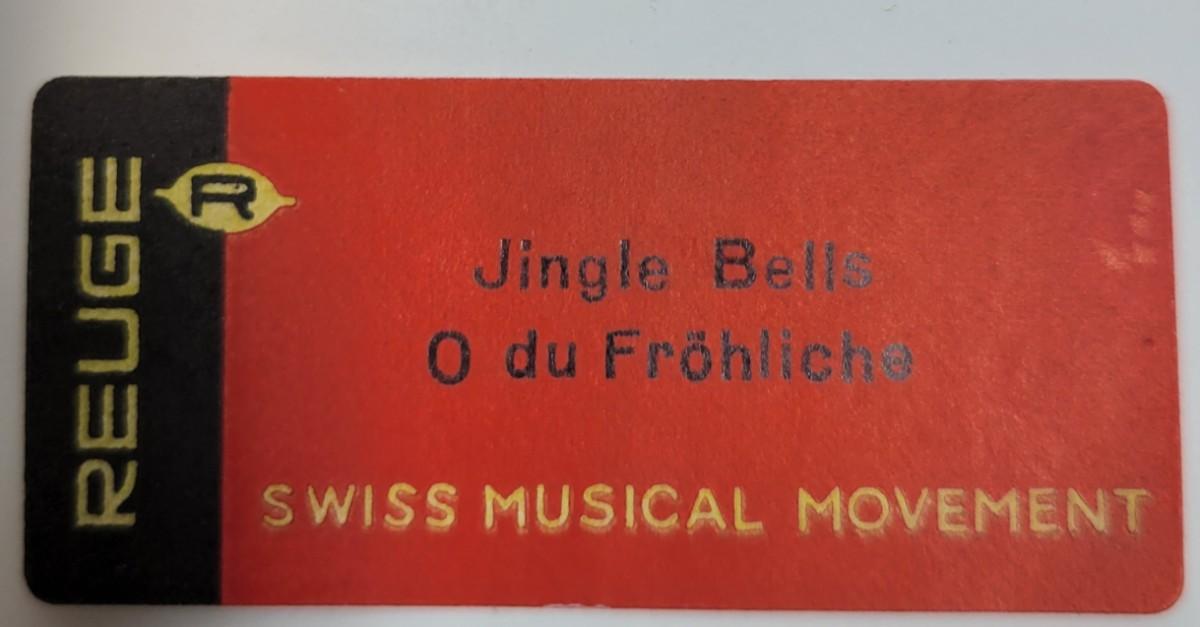 REUGE
R
Jingle Bells
O du Fröhliche
SWISS MUSICAL MOVEMENT